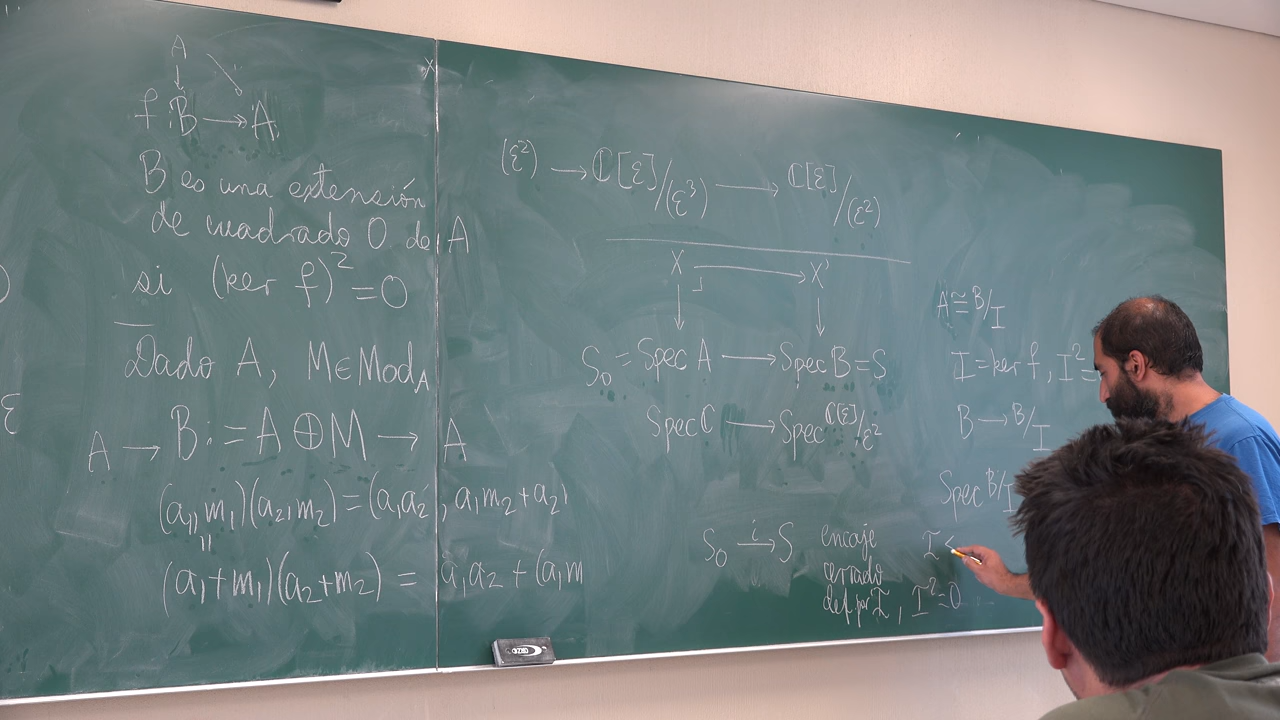 A
f: B → A
B es una extensión
de cuadrado 0 de A
si (ker f)² = 0
Dado A, M ∈ Mod_A
A → B := A ⊕ M → A
(a₁, m₁)(a₂, m₂) = (a₁a₂, a₁m₂ + a₂
(a₁+m₁)(a₂+m₂) = a₁a₂ + (a₁m
ε
x
(ε²) → ℂ[ε]/(ε³) → ℂ[ε]/(ε²)
X → X'
S₀ = Spec A → Spec B = S
Spec ℂ → Spec ℂ[ε]/ε²
S₀ →ⁱ S encaje
cerrado
def por I, I² = 0
A ≅ B/I
I = ker f, I² =
B → B/I
Spec B/I
I